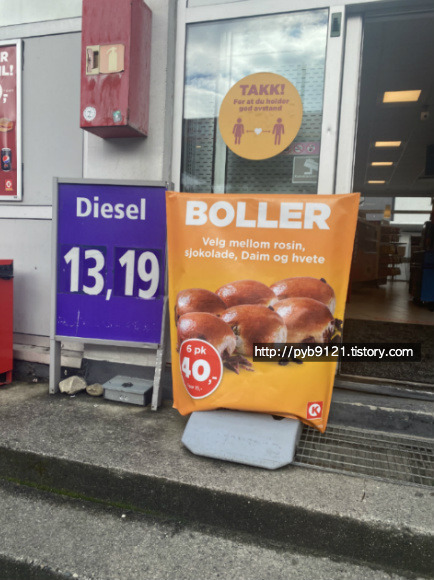 TAKK!
For at du holder
god avstand
Diesel
13,19
BOLLER
Velg mellom rosin,
sjokolade, Daim og hvete
6 pk
40,-
http://pyb9121.tistory.com
K